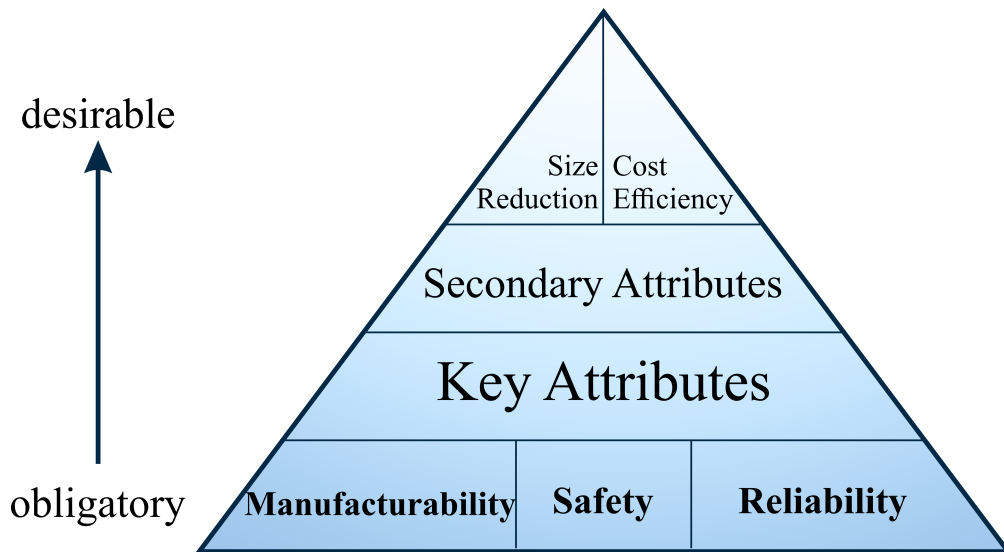 desirable
Size
Reduction
Cost
Efficiency
Secondary Attributes
Key Attributes
obligatory
Manufacturability
Safety
Reliability